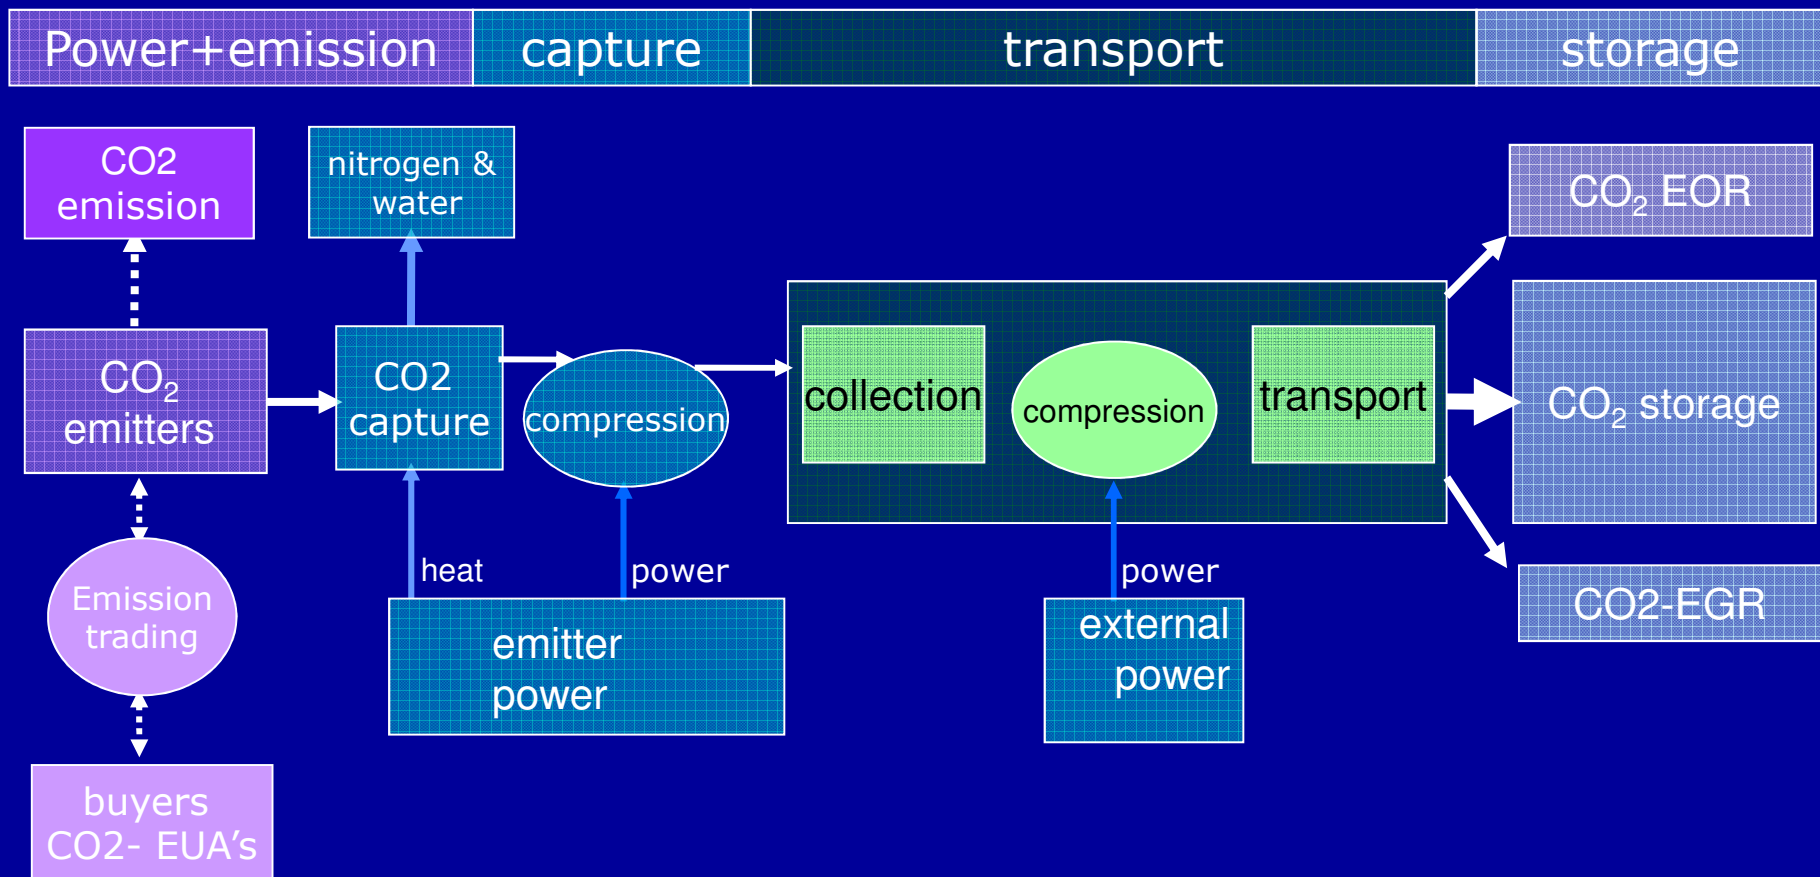 Power+emission
capture
transport
storage
CO2
emission
nitrogen &
water
CO₂ EOR
CO₂
emitters
CO2
capture
compression
collection
compression
transport
CO₂ storage
heat
power
power
Emission
trading
emitter
power
external
power
CO2-EGR
buyers
CO2- EUA’s